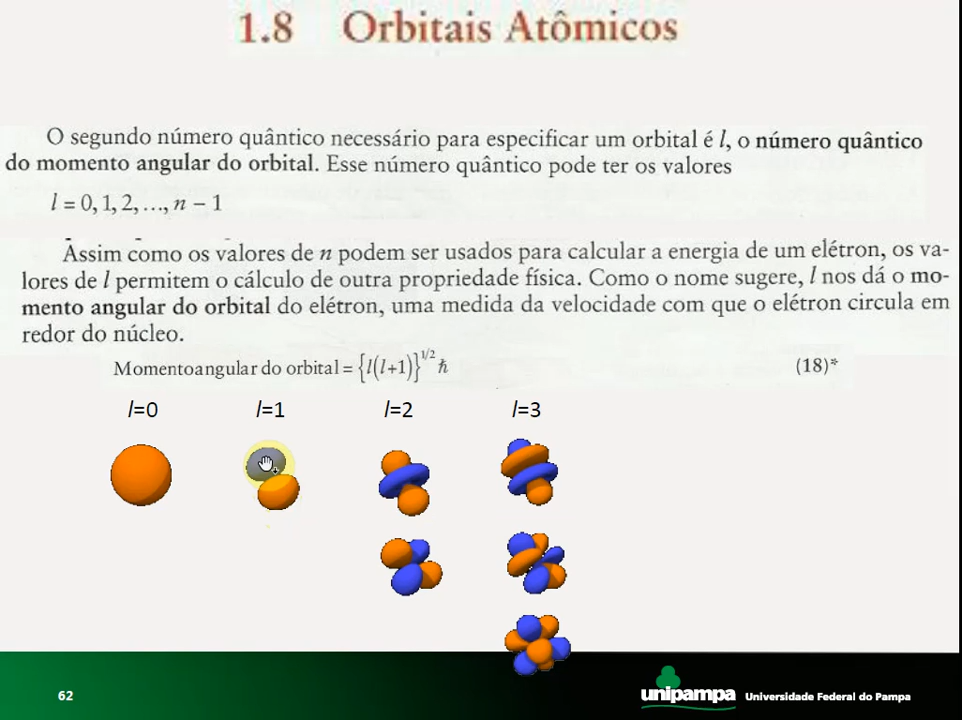 1.8 Orbitais Atômicos
O segundo número quântico necessário para especificar um orbital é l, o número quântico
do momento angular do orbital. Esse número quântico pode ter os valores
l = 0, 1, 2, ..., n − 1
Assim como os valores de n podem ser usados para calcular a energia de um elétron, os va-
lores de l permitem o cálculo de outra propriedade física. Como o nome sugere, l nos dá o mo-
mento angular do orbital do elétron, uma medida da velocidade com que o elétron circula em
redor do núcleo.
Momento angular do orbital = {l(l+1)}^1/2 ℏ (18)*
l=0 l=1 l=2 l=3
62 unipampa Universidade Federal do Pampa